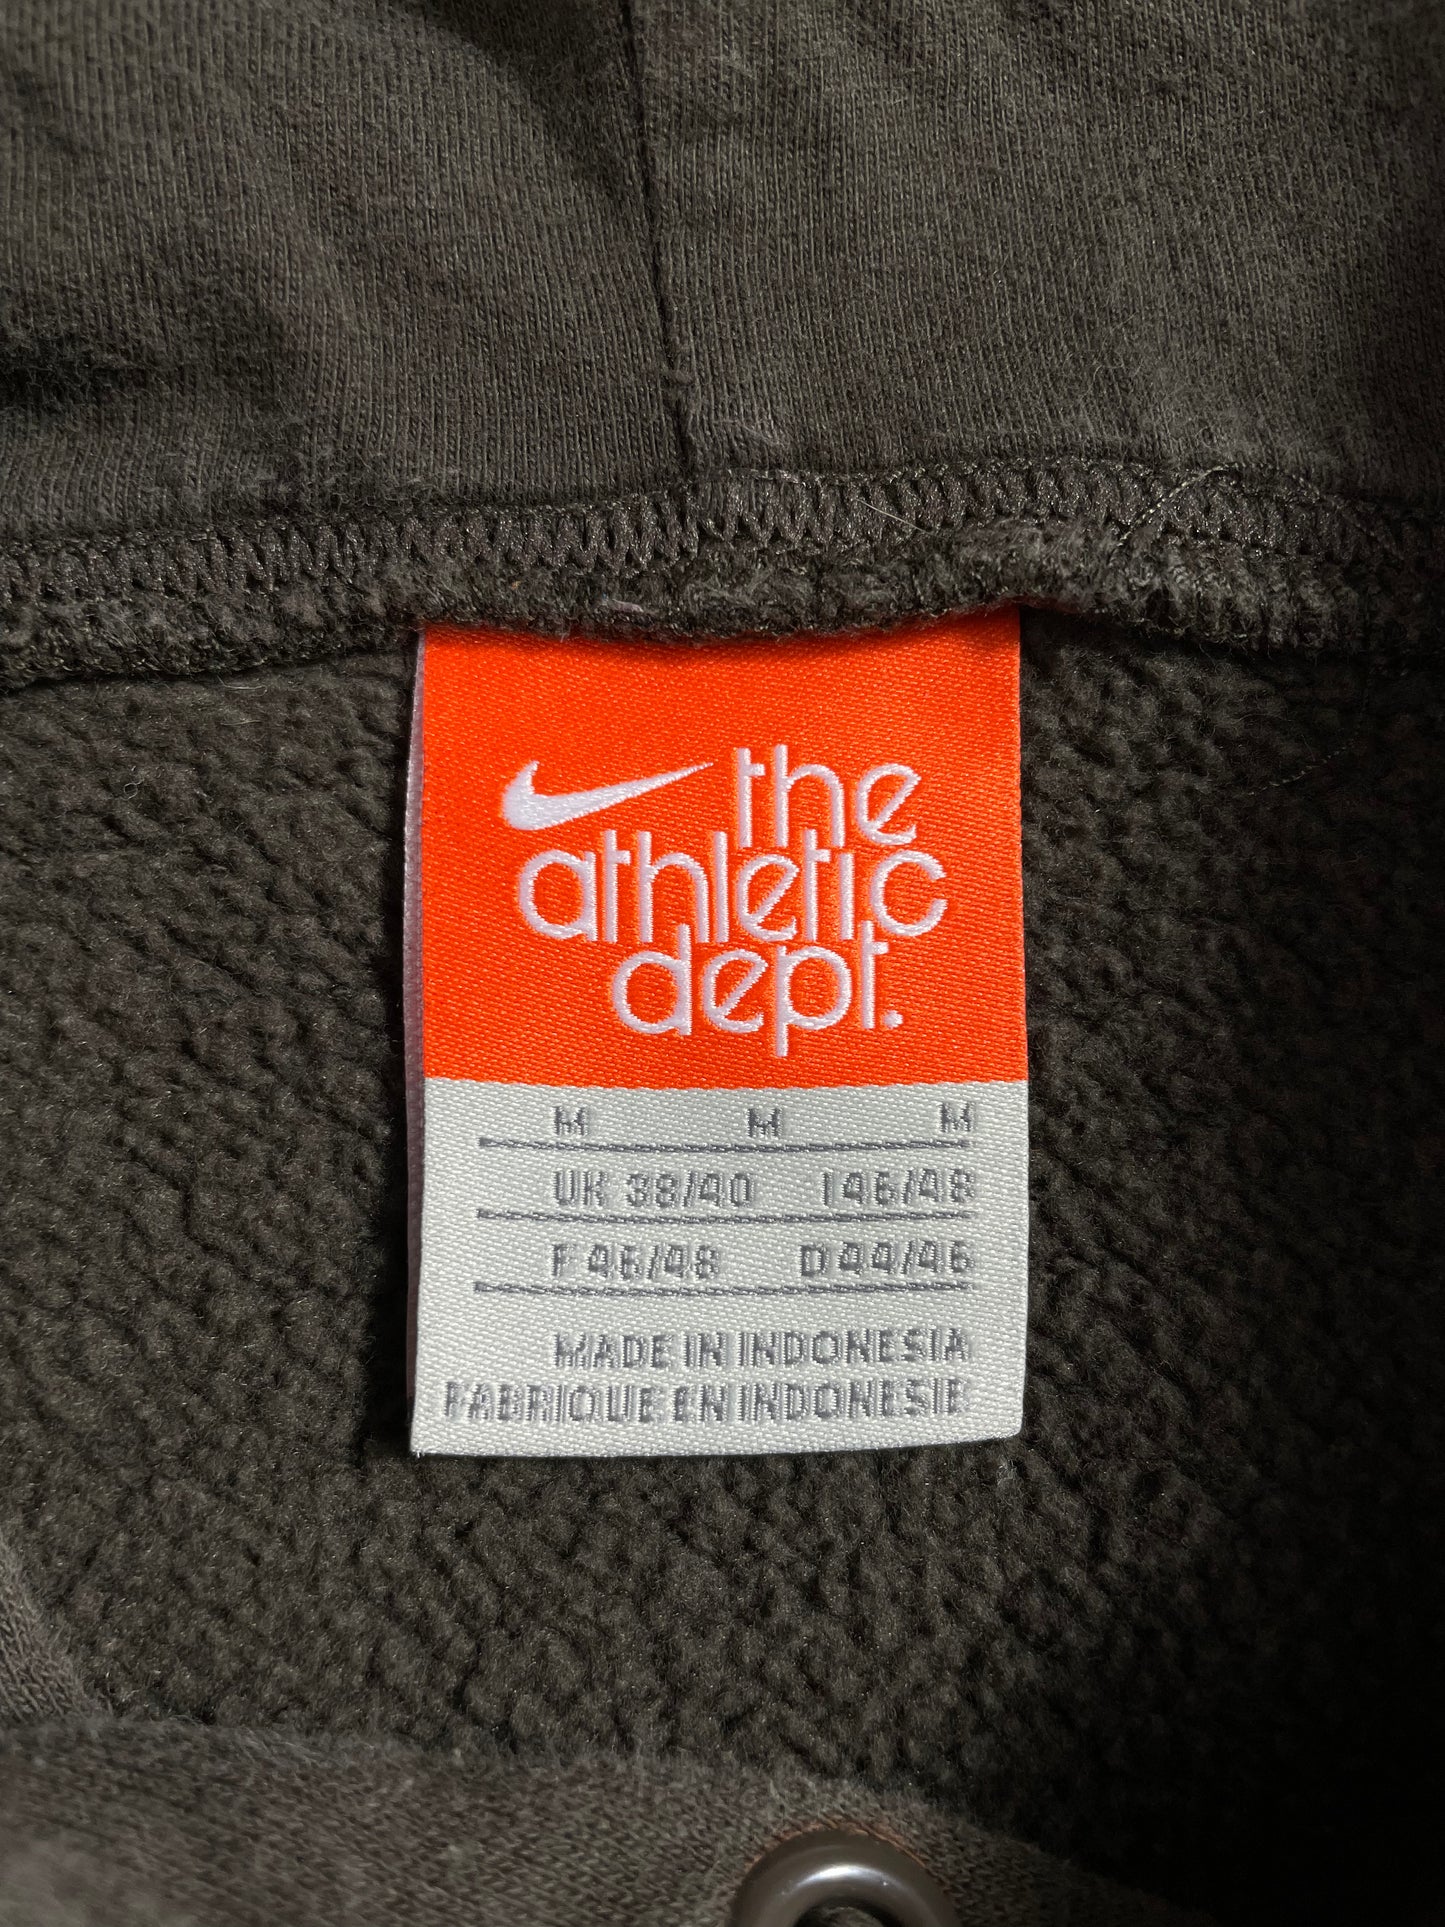 the
athletic
dept.
M M M
UK 38/40 I 46/48
F 46/48 D 44/46
MADE IN INDONESIA
FABRIQUE EN INDONESIE